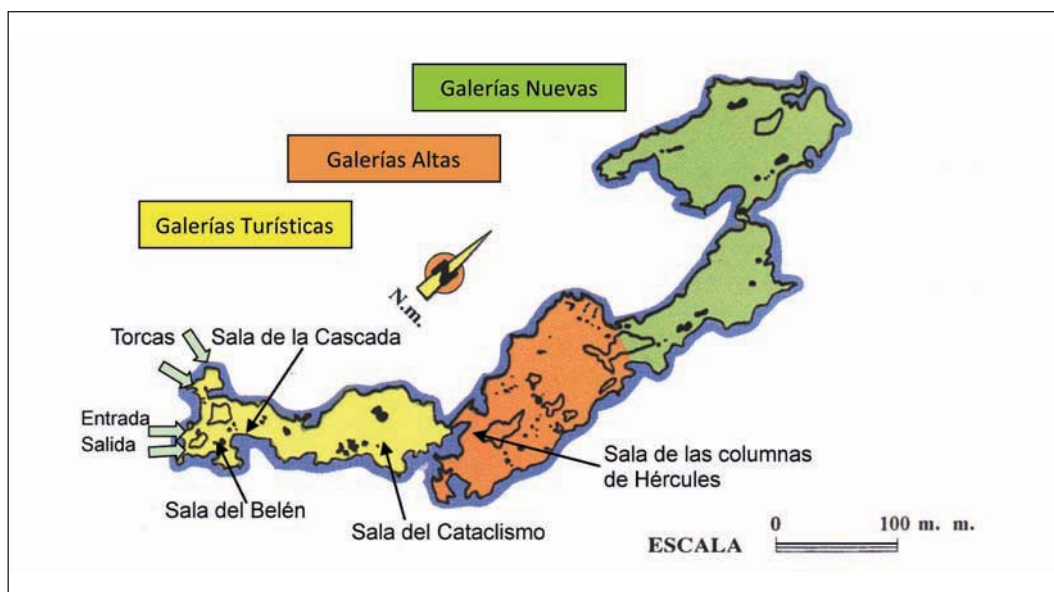 Galerías Nuevas
Galerías Altas
Galerías Turísticas
N.m.
Torcas
Sala de la Cascada
Entrada
Salida
Sala del Belén
Sala del Cataclismo
Sala de las columnas
de Hércules
ESCALA
0 100 m. m.